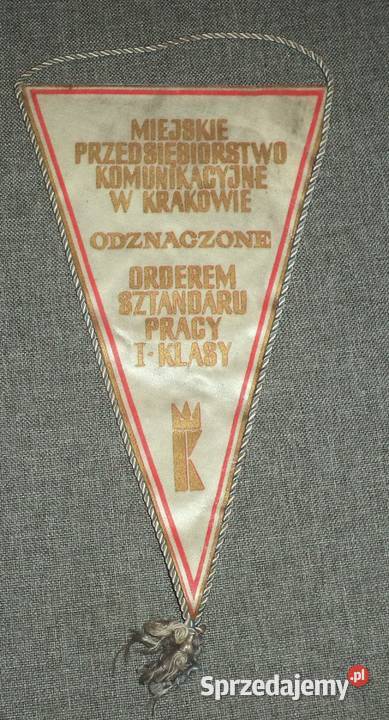 MIEJSKIE
PRZEDSIĘBIORSTWO
KOMUNIKACYJNE
W KRAKOWIE
ODZNACZONE
ORDEREM
SZTANDARU
PRACY
I-KLASY
K
Sprzedajemy.pl